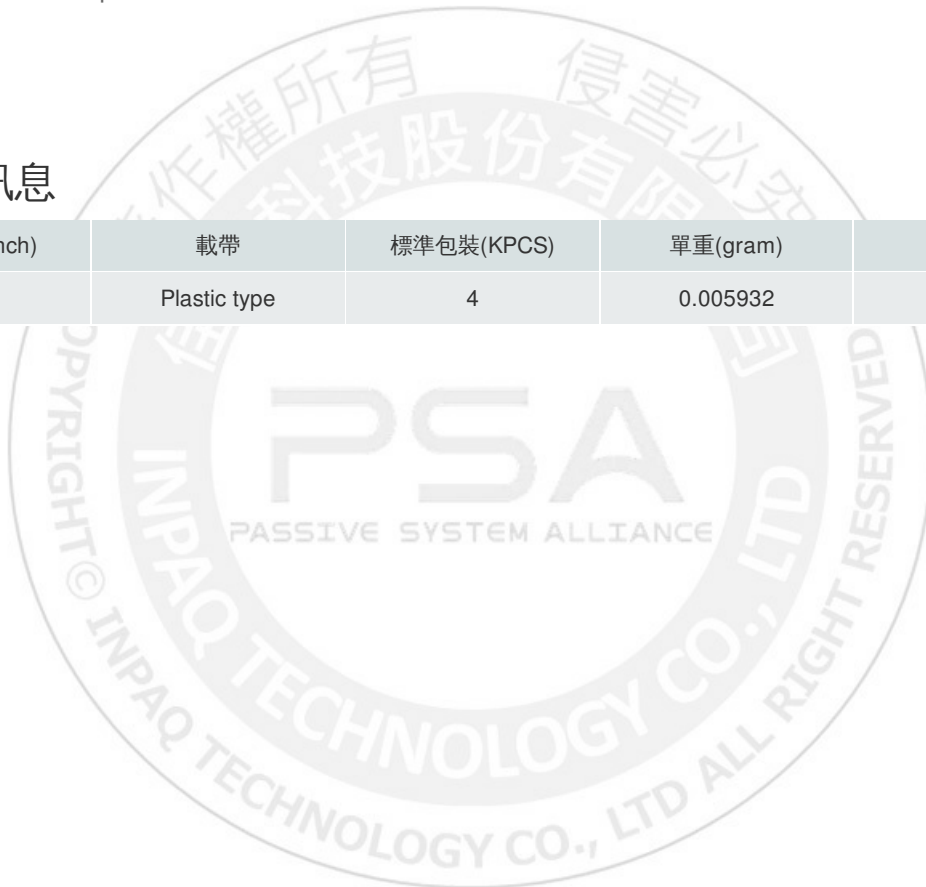 訊息
nch)	載帶	標準包裝(KPCS)	單重(gram)
Plastic type	4	0.005932
作權所有 侵害必究
科技股份有限
PSA
PASSIVE SYSTEM ALLIANCE
INPAQ TECHNOLOGY CO., LTD
OPYRIGHT© INPAQ TECHNOLOGY CO., LTD ALL RIGHT RESERVED